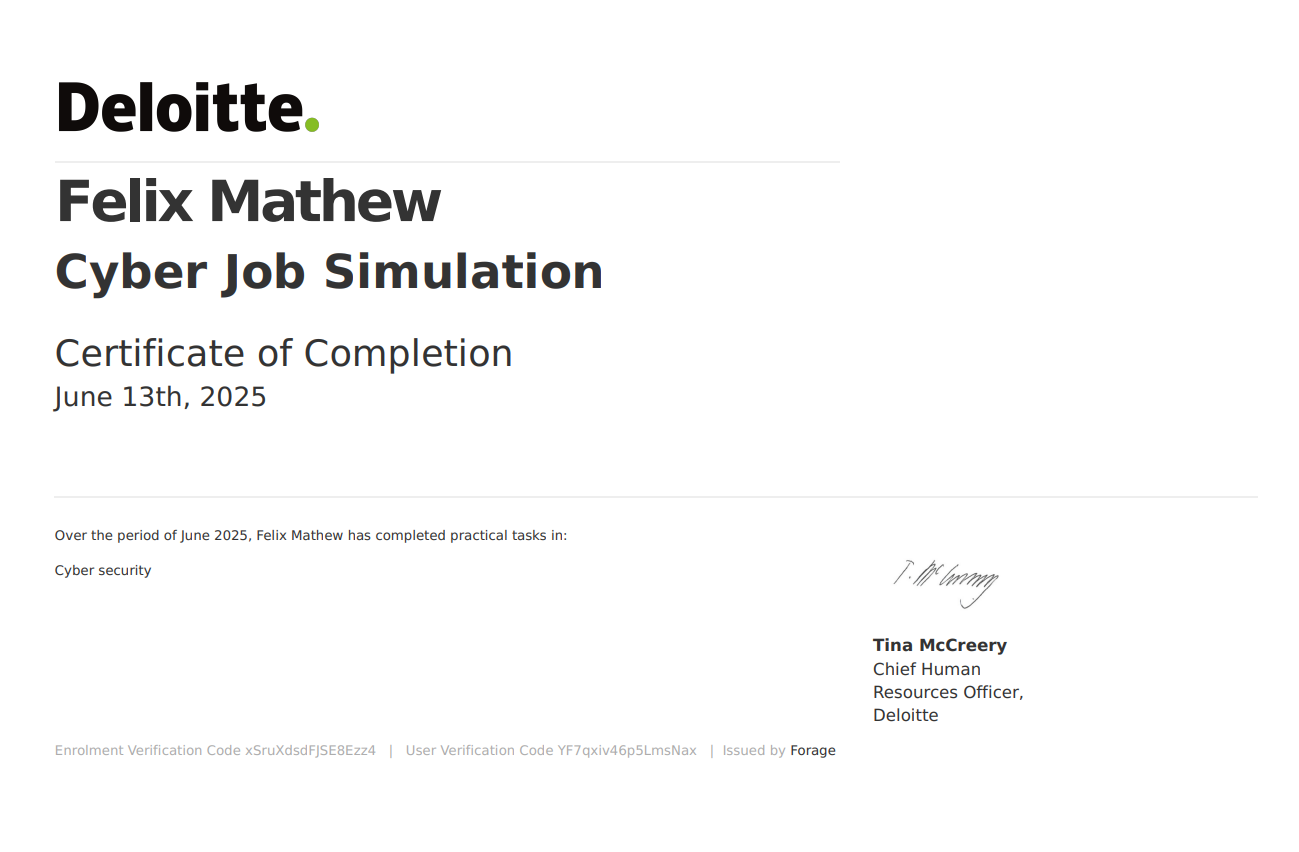 Deloitte.
Felix Mathew
Cyber Job Simulation
Certificate of Completion
June 13th, 2025
Over the period of June 2025, Felix Mathew has completed practical tasks in:
Cyber security
T. McCreery
Tina McCreery
Chief Human
Resources Officer,
Deloitte
Enrolment Verification Code xSruXdsdFJSE8Ezz4 | User Verification Code YF7qxiv46p5LmsNax | Issued by Forage